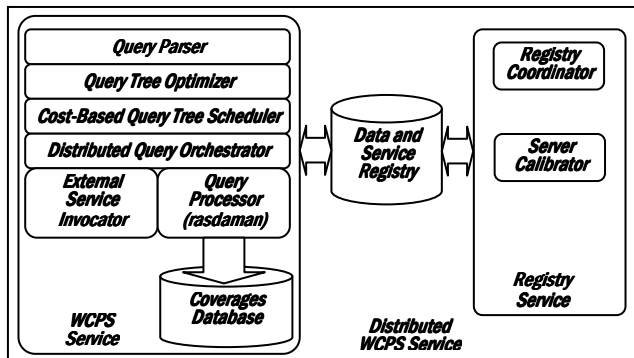 Query Parser
Query Tree Optimizer
Cost-Based Query Tree Scheduler
Distributed Query Orchestrator
External
Service
Invocator
Query
Processor
(rasdaman)
Coverages
Database
WCPS
Service
Data and
Service
Registry
Distributed
WCPS Service
Registry
Coordinator
Server
Calibrator
Registry
Service